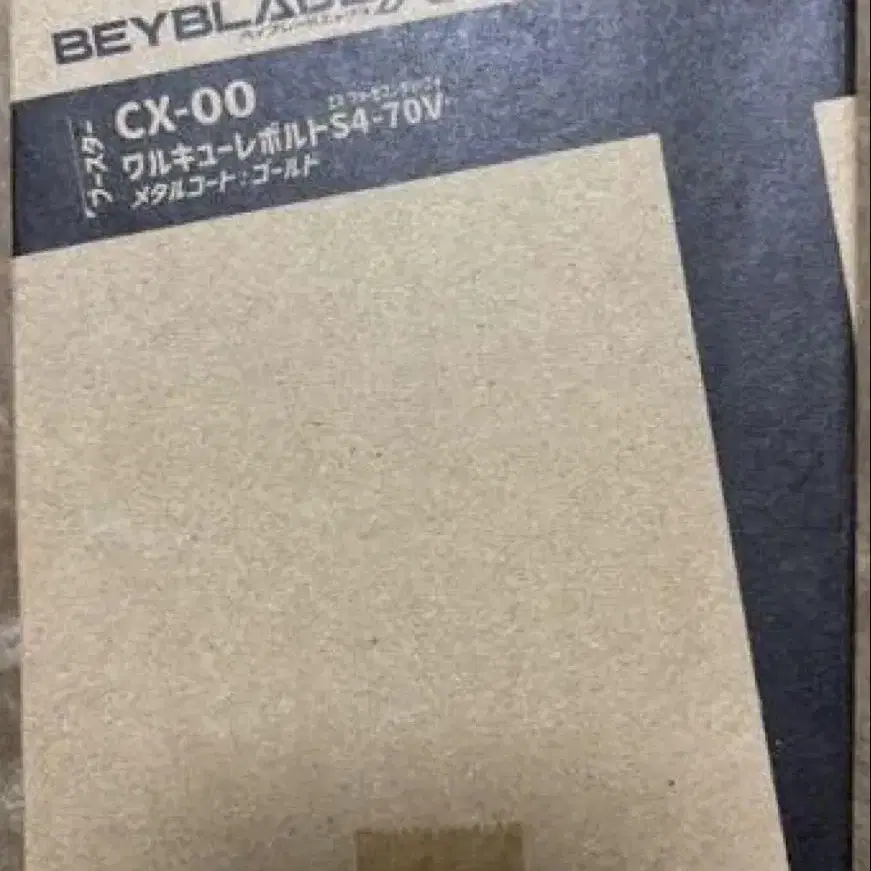 BEYBLADE
ブースター
CX-00
ワルキューレボルトS4-70V
メタルコート:ゴールド